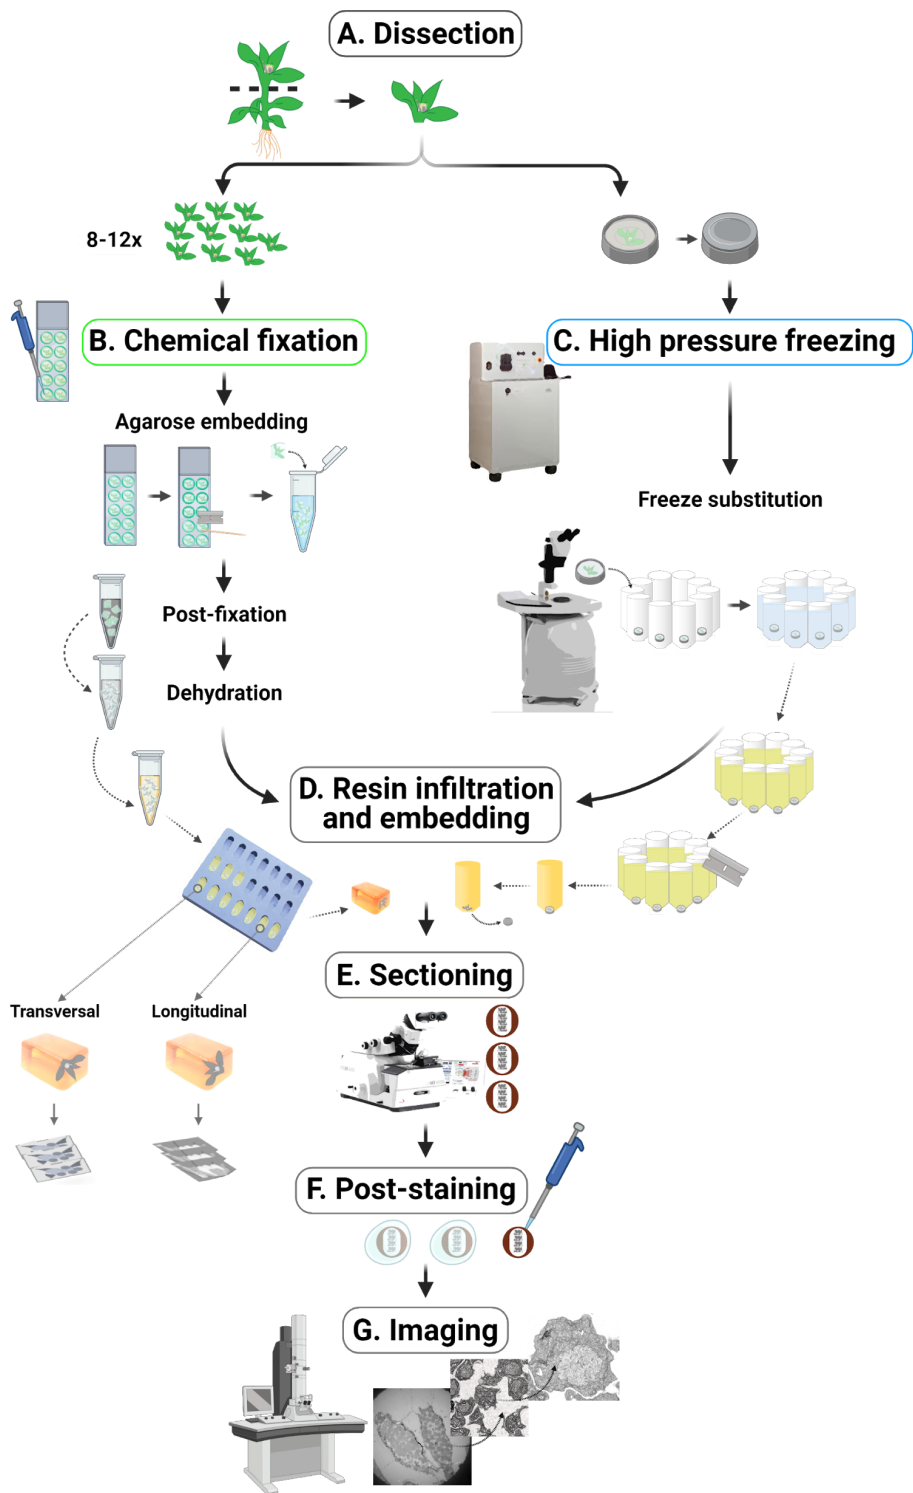 A. Dissection
8-12x
B. Chemical fixation
C. High pressure freezing
Agarose embedding
Freeze substitution
Post-fixation
Dehydration
D. Resin infiltration
and embedding
E. Sectioning
Transversal
Longitudinal
F. Post-staining
G. Imaging